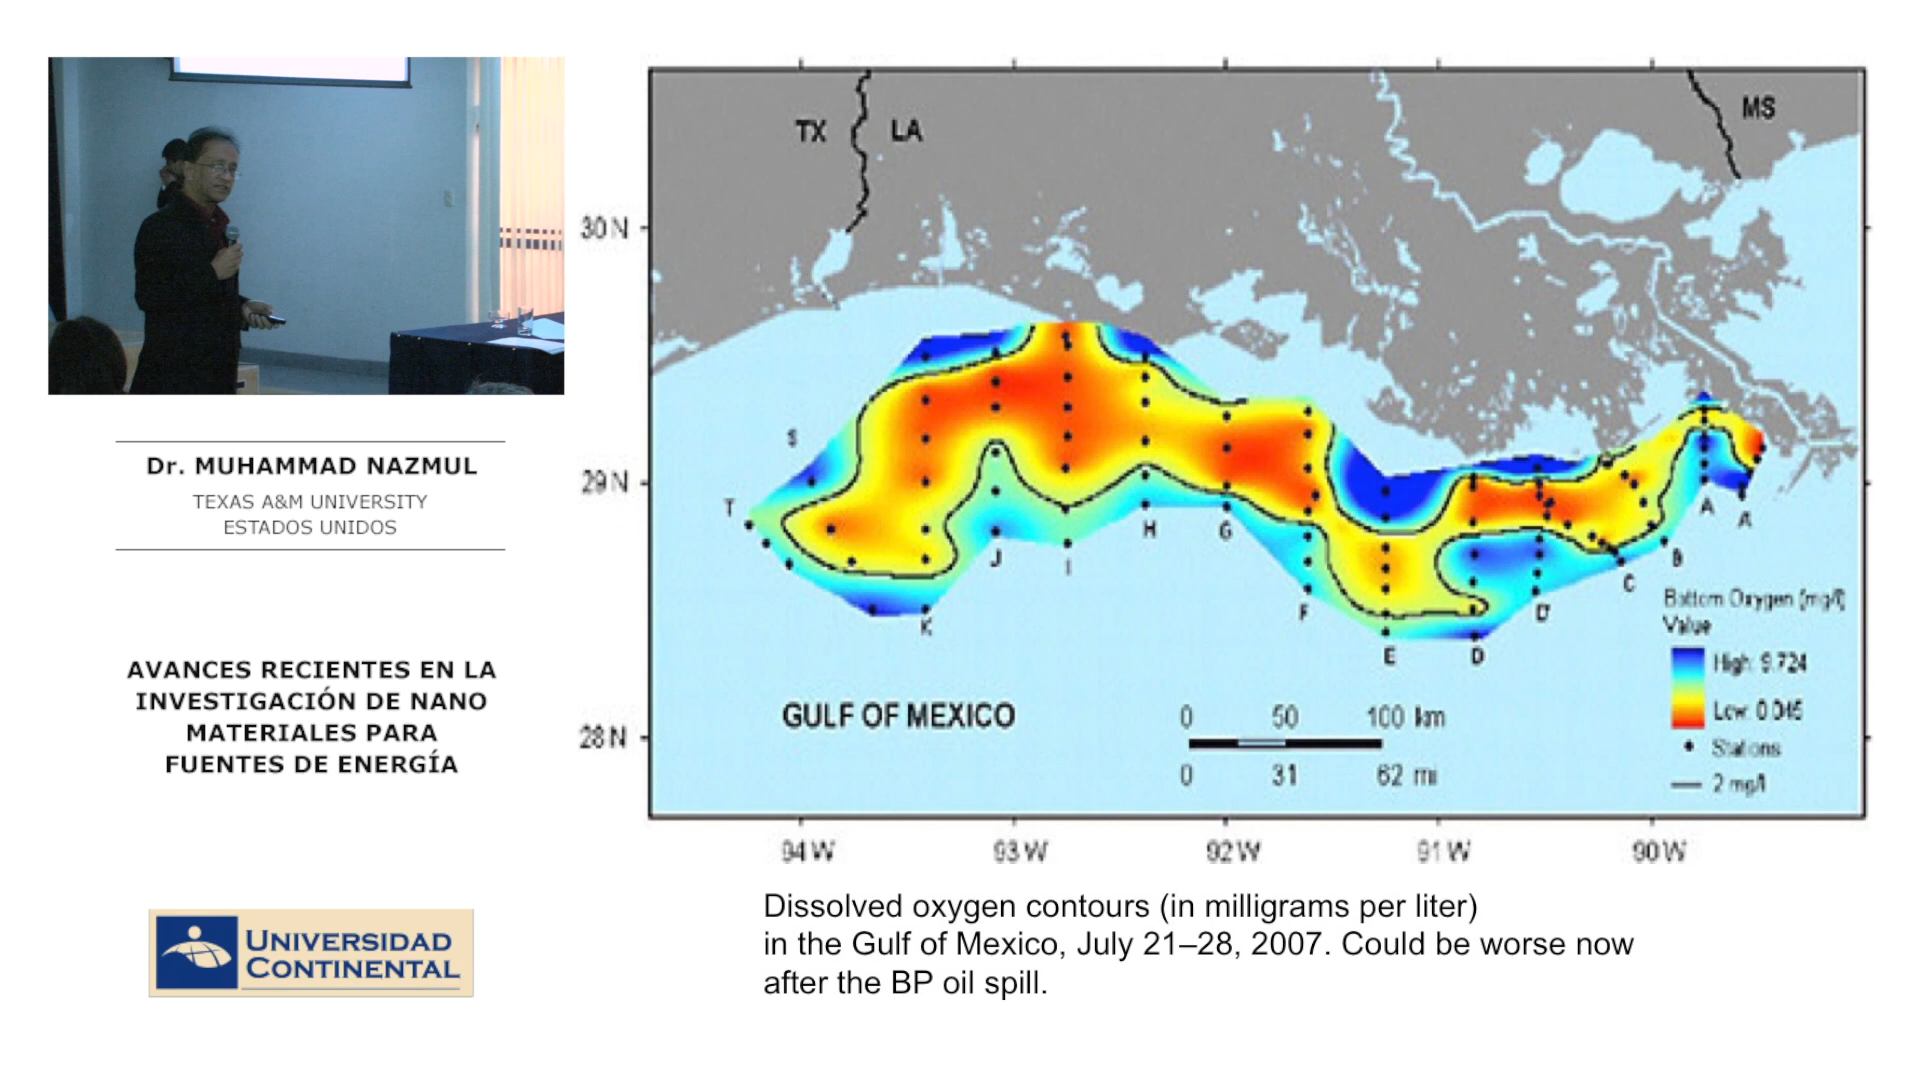 Dr. MUHAMMAD NAZMUL
TEXAS A&M UNIVERSITY
ESTADOS UNIDOS
AVANCES RECIENTES EN LA
INVESTIGACIÓN DE NANO
MATERIALES PARA
FUENTES DE ENERGÍA
UNIVERSIDAD
CONTINENTAL
TX LA MS
30 N
29 N
28 N
S
T
K
J
I
H
G
F
E
D
D'
C
B
A
A'
Bottom Oxygen (mg/l)
Value
High: 9.724
Low: 0.045
Stations
2 mg/l
GULF OF MEXICO
0 50 100 km
0 31 62 mi
94 W 93 W 92 W 91 W 90 W
Dissolved oxygen contours (in milligrams per liter)
in the Gulf of Mexico, July 21–28, 2007. Could be worse now
after the BP oil spill.